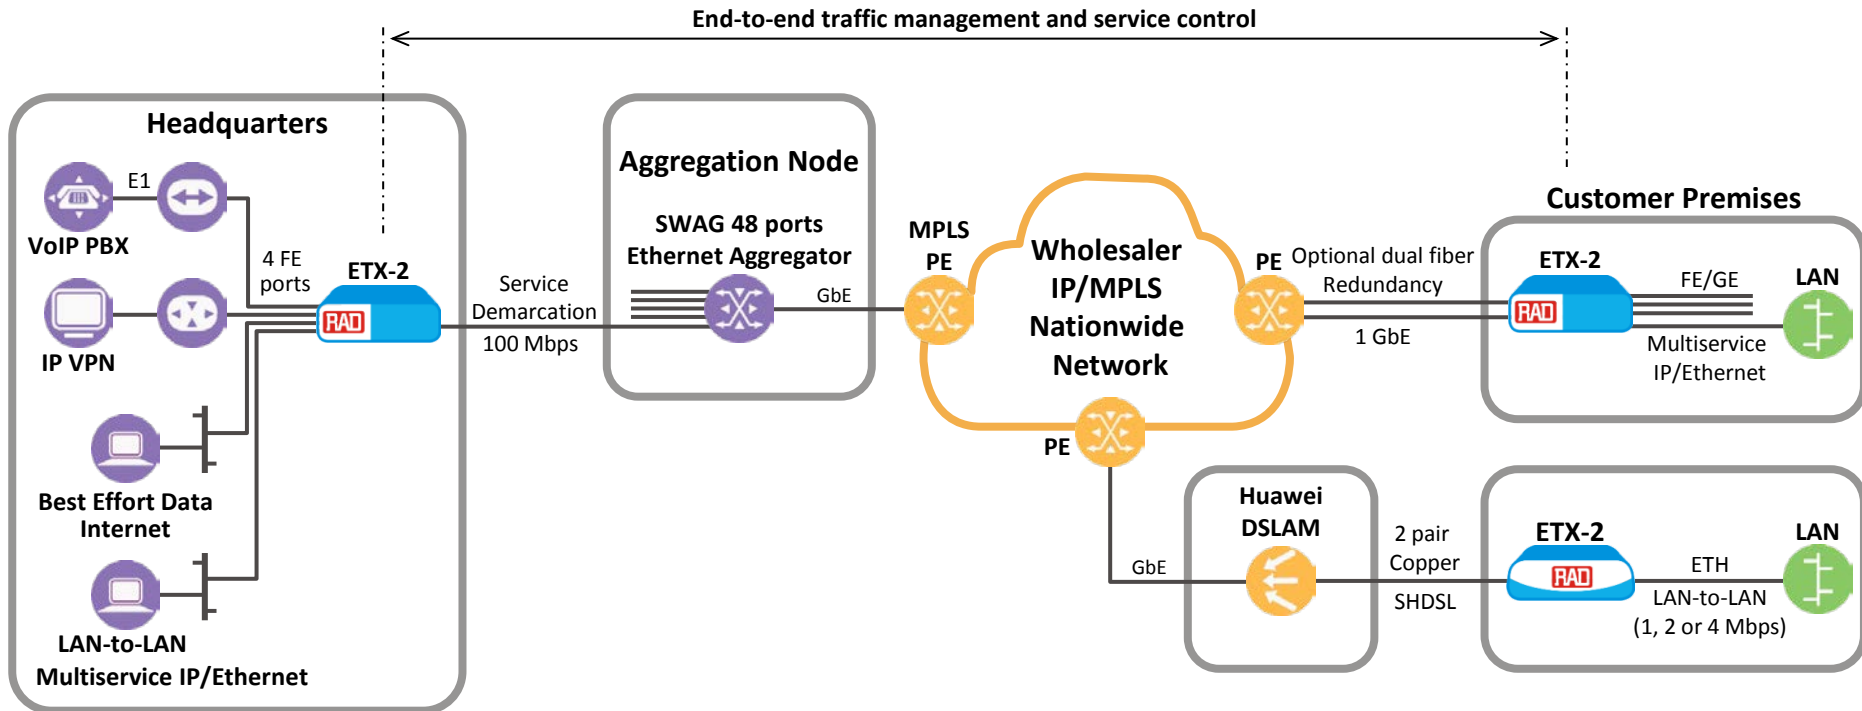 End-to-end traffic management and service control
Headquarters
E1
VoIP PBX
4 FE
ports
ETX-2
RAD
IP VPN
Best Effort Data
Internet
LAN-to-LAN
Multiservice IP/Ethernet
Service
Demarcation
100 Mbps
Aggregation Node
SWAG 48 ports
Ethernet Aggregator
GbE
MPLS
PE
Wholesaler
IP/MPLS
Nationwide
Network
PE
PE
Optional dual fiber
Redundancy
1 GbE
Customer Premises
ETX-2
RAD
FE/GE
LAN
Multiservice
IP/Ethernet
GbE
Huawei
DSLAM
2 pair
Copper
SHDSL
ETX-2
RAD
ETH
LAN
LAN-to-LAN
(1, 2 or 4 Mbps)